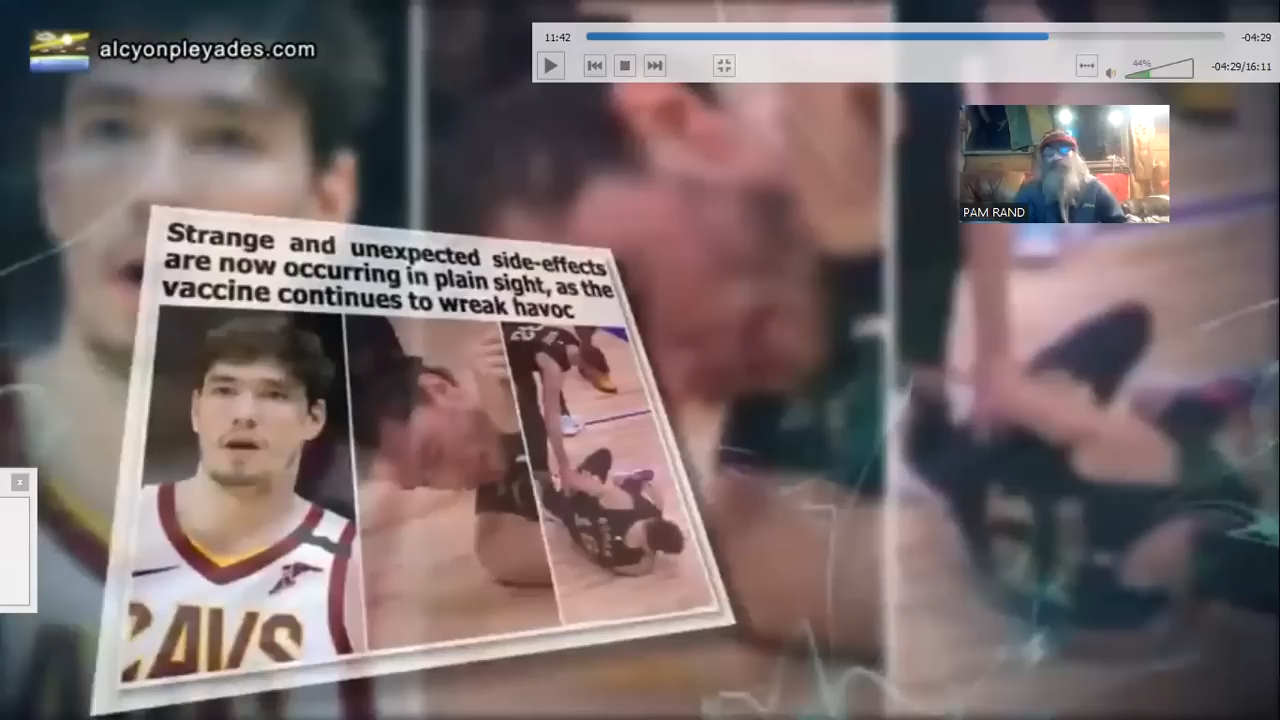 alcyonpleyades.com
11:42
-04:29
44%
-04:29/16:11
PAM RAND
Strange and unexpected side-effects
are now occurring in plain sight, as the
vaccine continues to wreak havoc
CAVS
20
x